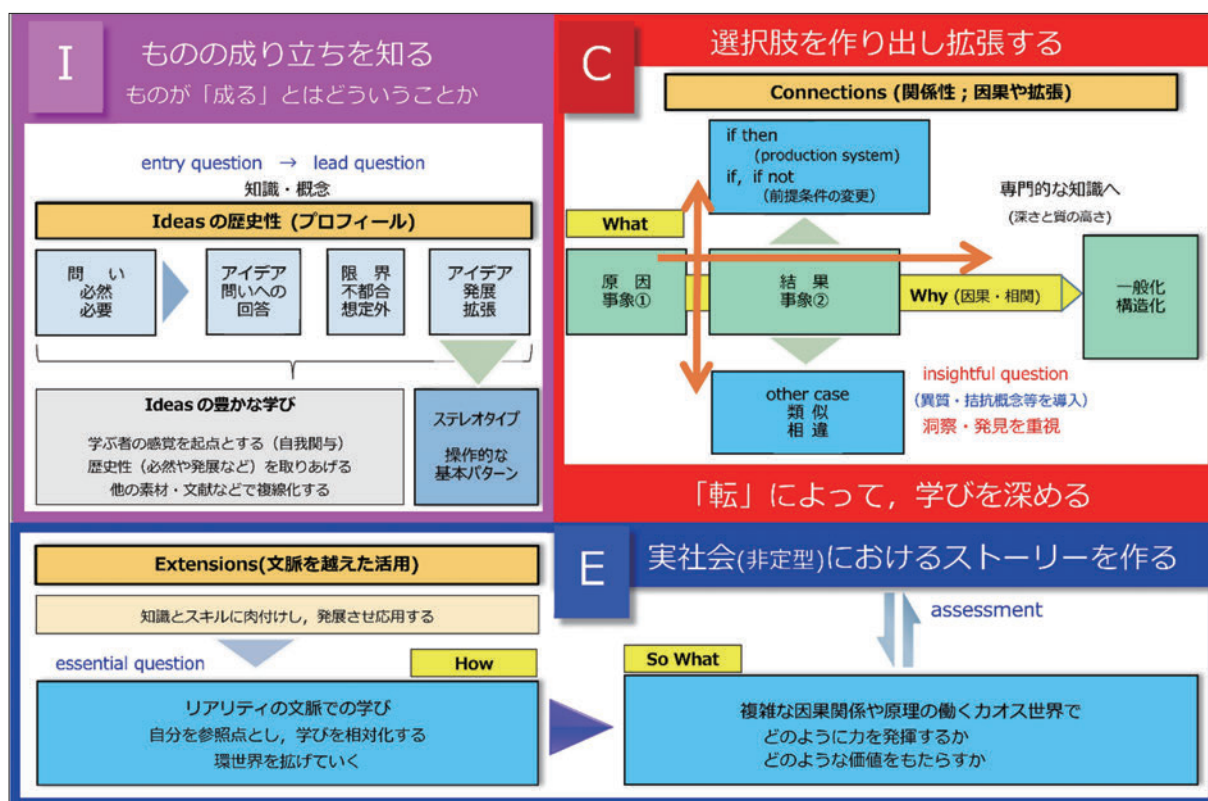 I
ものの成り立ちを知る
ものが「成る」とはどういうことか
entry question → lead question
知識・概念
Ideas の歴史性 (プロフィール)
問 い
必然
必要
アイデア
問いへの
回答
限 界
不都合
想定外
アイデア
発展
拡張
Ideas の豊かな学び
学ぶ者の感覚を起点とする（自我関与）
歴史性（必然や発展など）を取りあげる
他の素材・文献などで複線化する
ステレオタイプ
操作的な
基本パターン
C
選択肢を作り出し拡張する
Connections (関係性；因果や拡張)
if then
(production system)
if, if not
（前提条件の変更）
What
原 因
事象①
結 果
事象②
Why (因果・相関)
専門的な知識へ
(深さと質の高さ)
一般化
構造化
other case
類 似
相 違
insightful question
（異質・拮抗概念等を導入）
洞察・発見を重視
「転」によって，学びを深める
Extensions(文脈を越えた活用)
知識とスキルに肉付けし，発展させ応用する
essential question
How
リアリティの文脈での学び
自分を参照点とし，学びを相対化する
環世界を拡げていく
E
実社会(非定型)におけるストーリーを作る
assessment
So What
複雑な因果関係や原理の働くカオス世界で
どのように力を発揮するか
どのような価値をもたらすか